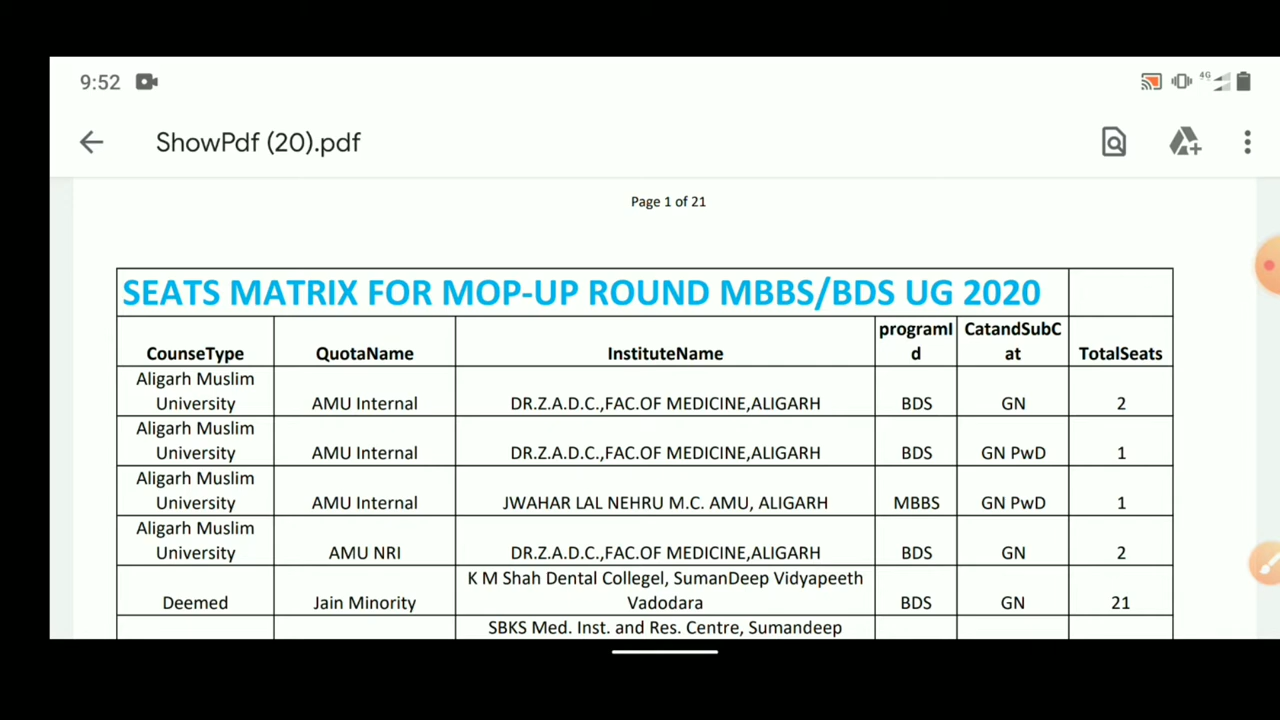 9:52
4G
ShowPdf (20).pdf
Page 1 of 21
SEATS MATRIX FOR MOP-UP ROUND MBBS/BDS UG 2020
CounseType QuotaName InstituteName programI d CatandSubC at TotalSeats
Aligarh Muslim
University AMU Internal DR.Z.A.D.C.,FAC.OF MEDICINE,ALIGARH BDS GN 2
Aligarh Muslim
University AMU Internal DR.Z.A.D.C.,FAC.OF MEDICINE,ALIGARH BDS GN PwD 1
Aligarh Muslim
University AMU Internal JWAHAR LAL NEHRU M.C. AMU, ALIGARH MBBS GN PwD 1
Aligarh Muslim
University AMU NRI DR.Z.A.D.C.,FAC.OF MEDICINE,ALIGARH BDS GN 2
K M Shah Dental Collegel, SumanDeep Vidyapeeth
Deemed Jain Minority Vadodara BDS GN 21
SBKS Med. Inst. and Res. Centre, Sumandeep